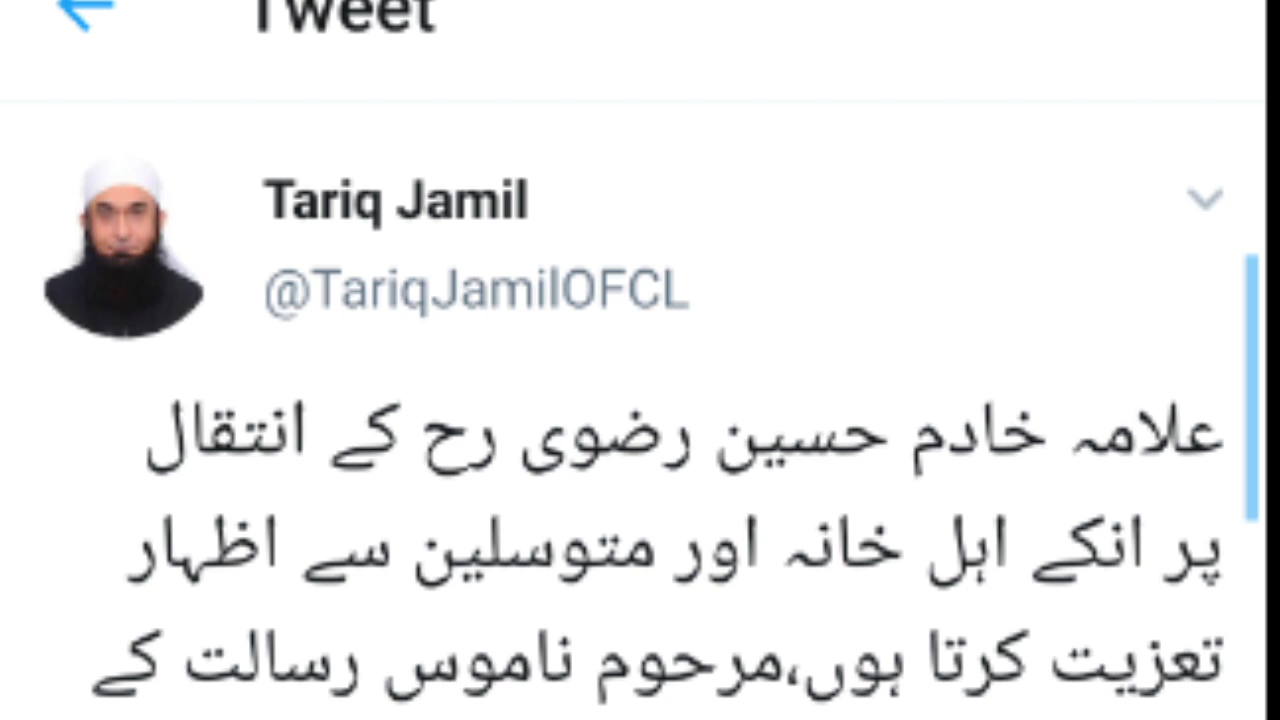 Tweet
Tariq Jamil
@TariqJamilOFCL
علامہ خادم حسین رضوی رح کے انتقال
پر انکے اہل خانہ اور متوسلین سے اظہار
تعزیت کرتا ہوں،مرحوم ناموس رسالت کے